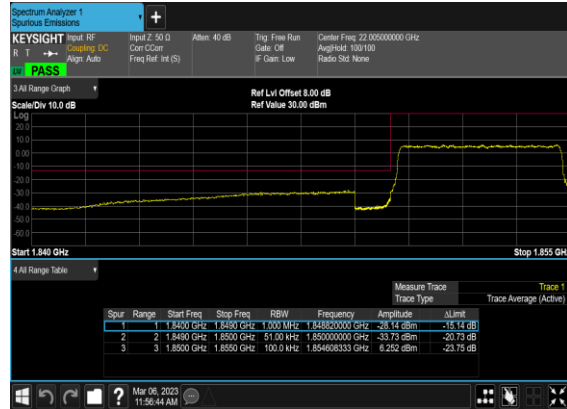 Spectrum Analyzer 1
Spurious Emissions
KEYSIGHT Input: RF Input Z: 50 Ω Atten: 40 dB Trig: Free Run Center Freq: 22.005000000 GHz
R T Coupling: DC Corr CCorr Gate: Off Avg|Hold: 100/100
Align: Auto Freq Ref: Int (S) IF Gain: Low Radio Std: None
PASS
3 All Range Graph
Ref Lvl Offset 8.00 dB
Scale/Div 10.0 dB Ref Value 30.00 dBm
Log
20.0
10.0
0.00
-10.0
-20.0
-30.0
-40.0
-50.0
-60.0
Start 1.840 GHz Stop 1.855 GH
4 All Range Table
Measure Trace Trace 1
Trace Type Trace Average (Active)
Spur Range Start Freq Stop Freq RBW Frequency Amplitude ΔLimit
1 1 1.8400 GHz 1.8490 GHz 1.000 MHz 1.848820000 GHz -28.14 dBm -15.14 dB
2 2 1.8490 GHz 1.8500 GHz 51.00 kHz 1.850000000 GHz -33.73 dBm -20.73 dB
3 3 1.8500 GHz 1.8550 GHz 100.0 kHz 1.854608333 GHz 6.252 dBm -23.75 dB
? Mar 06, 2023
11:56:44 AM